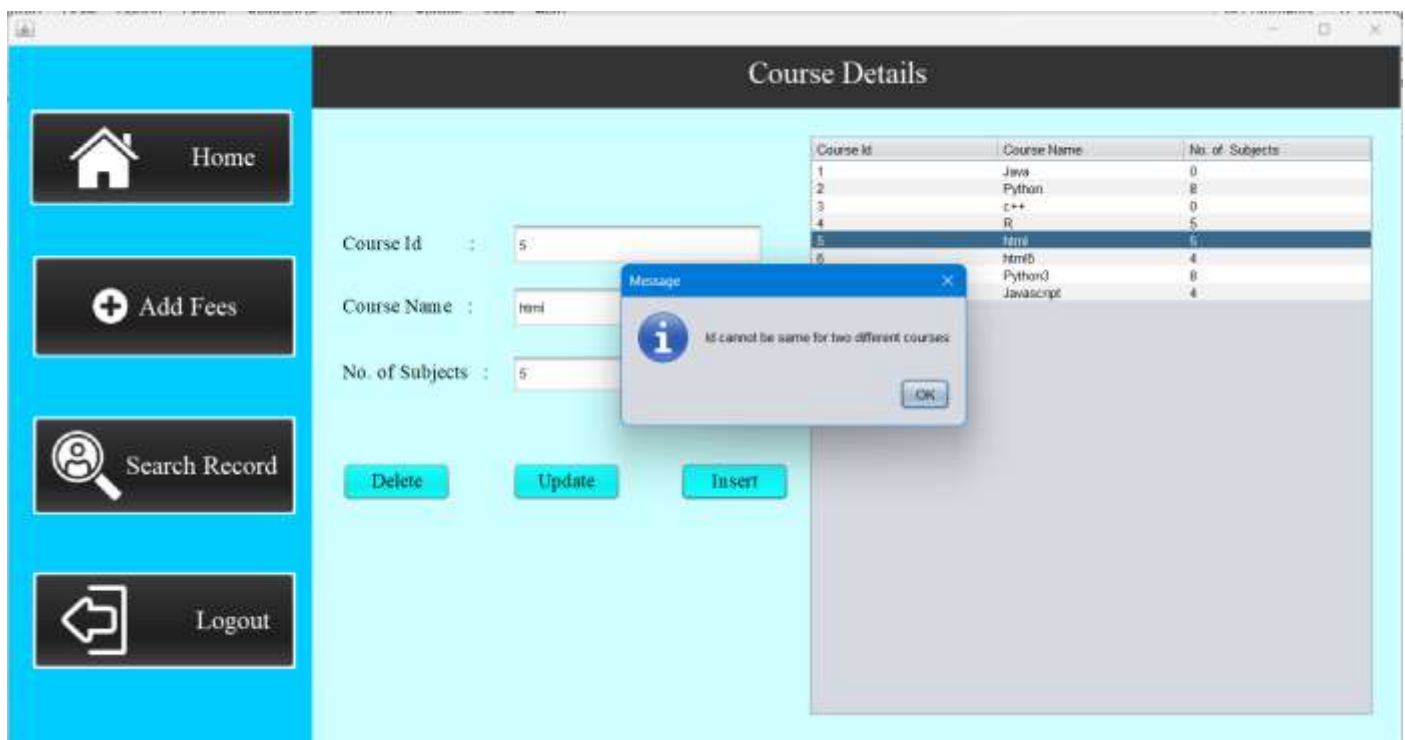 Course Details
Home
Add Fees
Search Record
Logout
Course Id :
5
Course Name :
html
No. of Subjects :
5
Delete
Update
Insert
Course Id Course Name No. of Subjects
1 Java 0
2 Python 8
3 c++ 0
4 R 5
5 html 5
6 html5 4
Python3 8
Javascript 4
Message
Id cannot be same for two different courses
OK